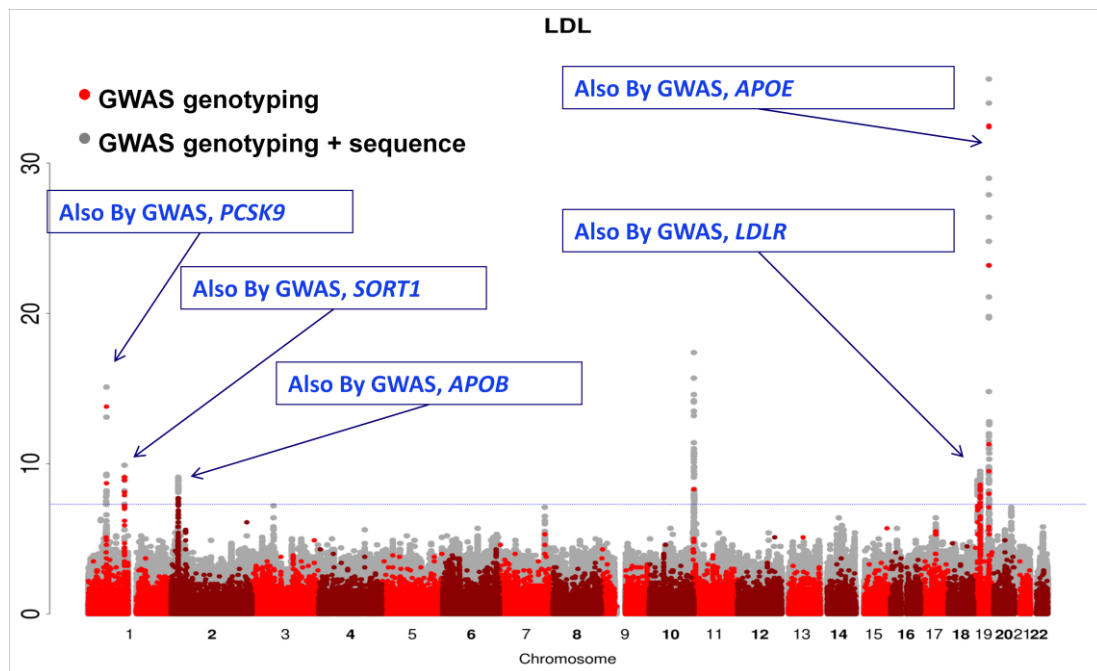 LDL
GWAS genotyping
GWAS genotyping + sequence
Also By GWAS, APOE
Also By GWAS, PCSK9
Also By GWAS, LDLR
Also By GWAS, SORT1
Also By GWAS, APOB
30
20
10
0
1 2 3 4 5 6 7 8 9 10 11 12 13 14 15 16 17 18 19 20 21 22
Chromosome